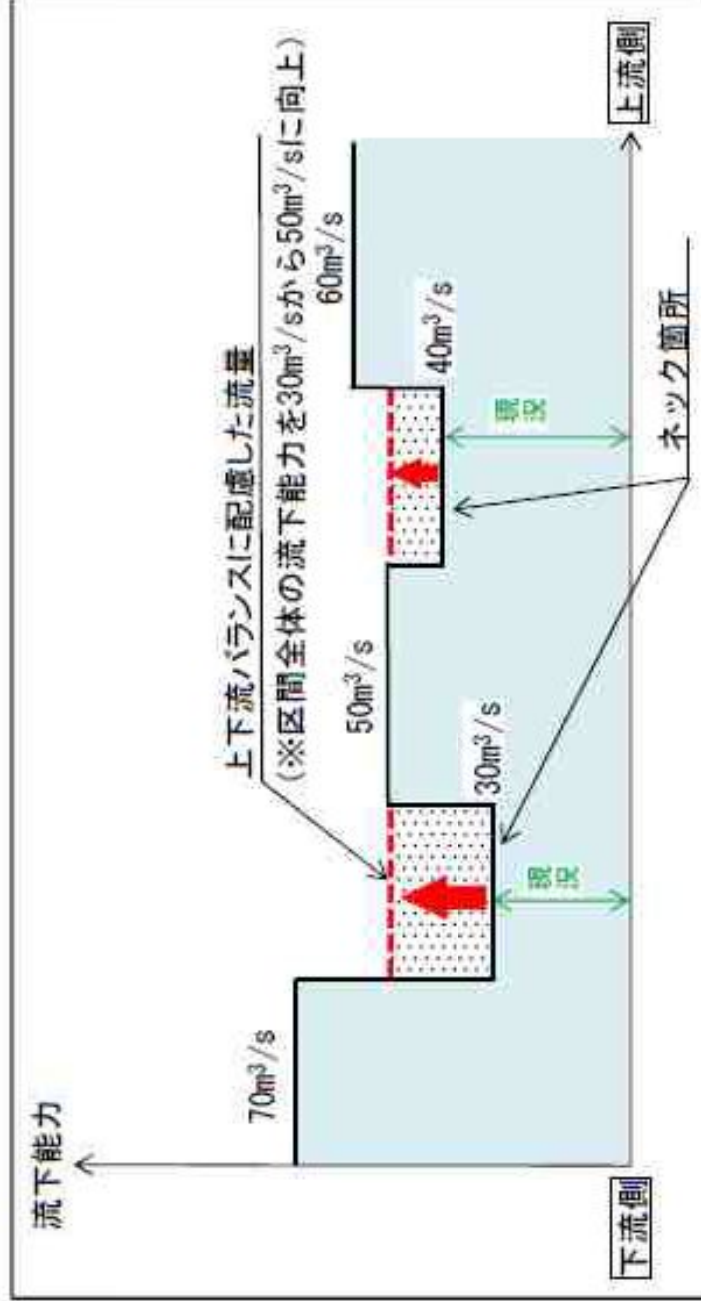 流下能力
上下流バランスに配慮した流量
(※区間全体の流下能力を30m³/sから50m³/sに向上)
70m³/s
50m³/s
60m³/s
30m³/s
40m³/s
現況
現況
ネック箇所
下流側
上流側